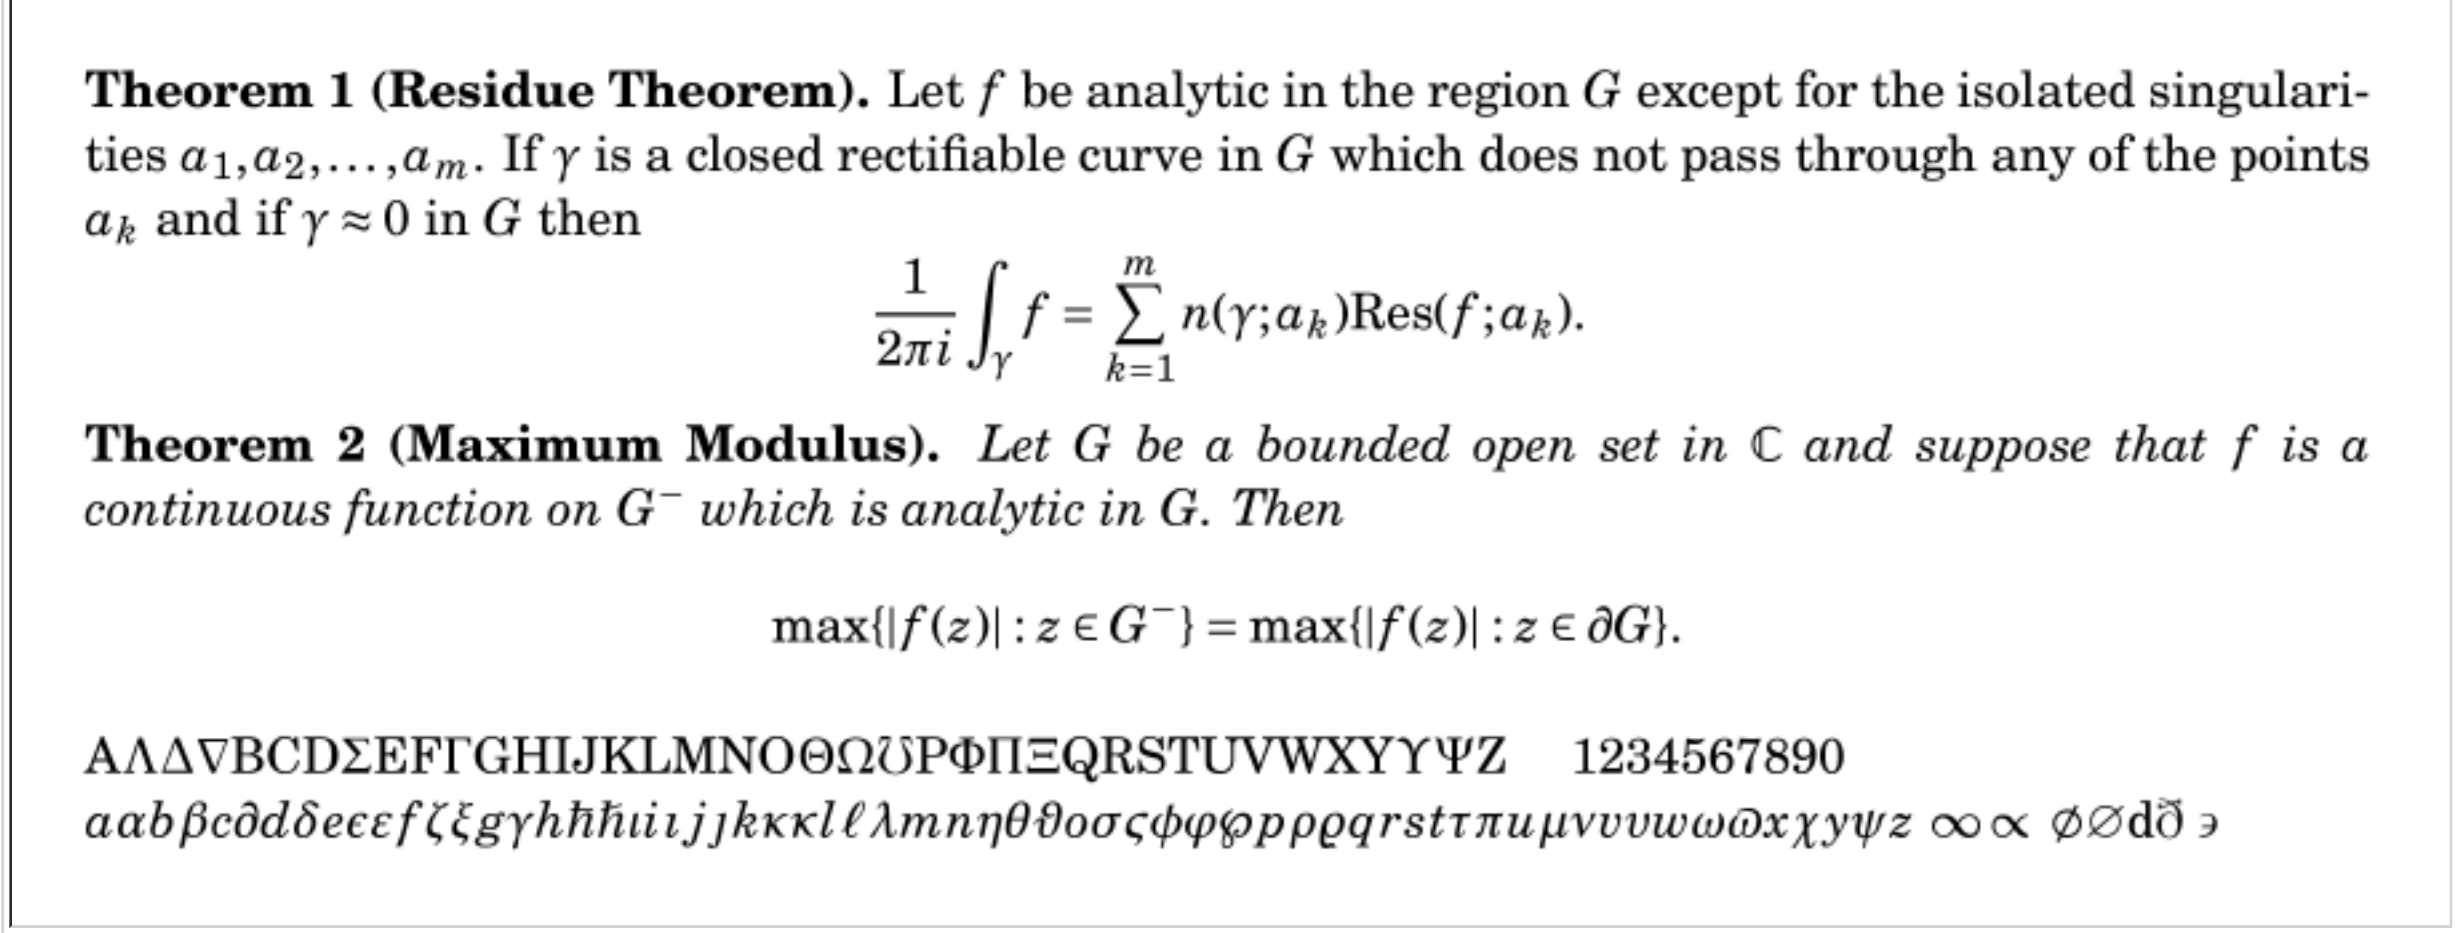 Theorem 1 (Residue Theorem). Let f be analytic in the region G except for the isolated singulari-
ties a₁,a₂,…,aₘ. If γ is a closed rectifiable curve in G which does not pass through any of the points
aₖ and if γ ≈ 0 in G then
1/2πi ∫_γ f = ∑_{k=1}^{m} n(γ;aₖ)Res(f;aₖ).
Theorem 2 (Maximum Modulus). Let G be a bounded open set in ℂ and suppose that f is a
continuous function on G⁻ which is analytic in G. Then
max{|f(z)| : z ∈ G⁻} = max{|f(z)| : z ∈ ∂G}.
AΛΔ∇BCDΣEFΓGHIJKLMNOΘΩ℧PΦΠΞQRSTUVWXYΥΨZ 1234567890
aαbβc∂dδeϵεfζξgγhℏħιiıjȷkκϰlℓλmnηθϑoσςϕφ℘pρϱqrstτπuμνυvwωϖxχyψz ∞∝ ∅∅dð϶